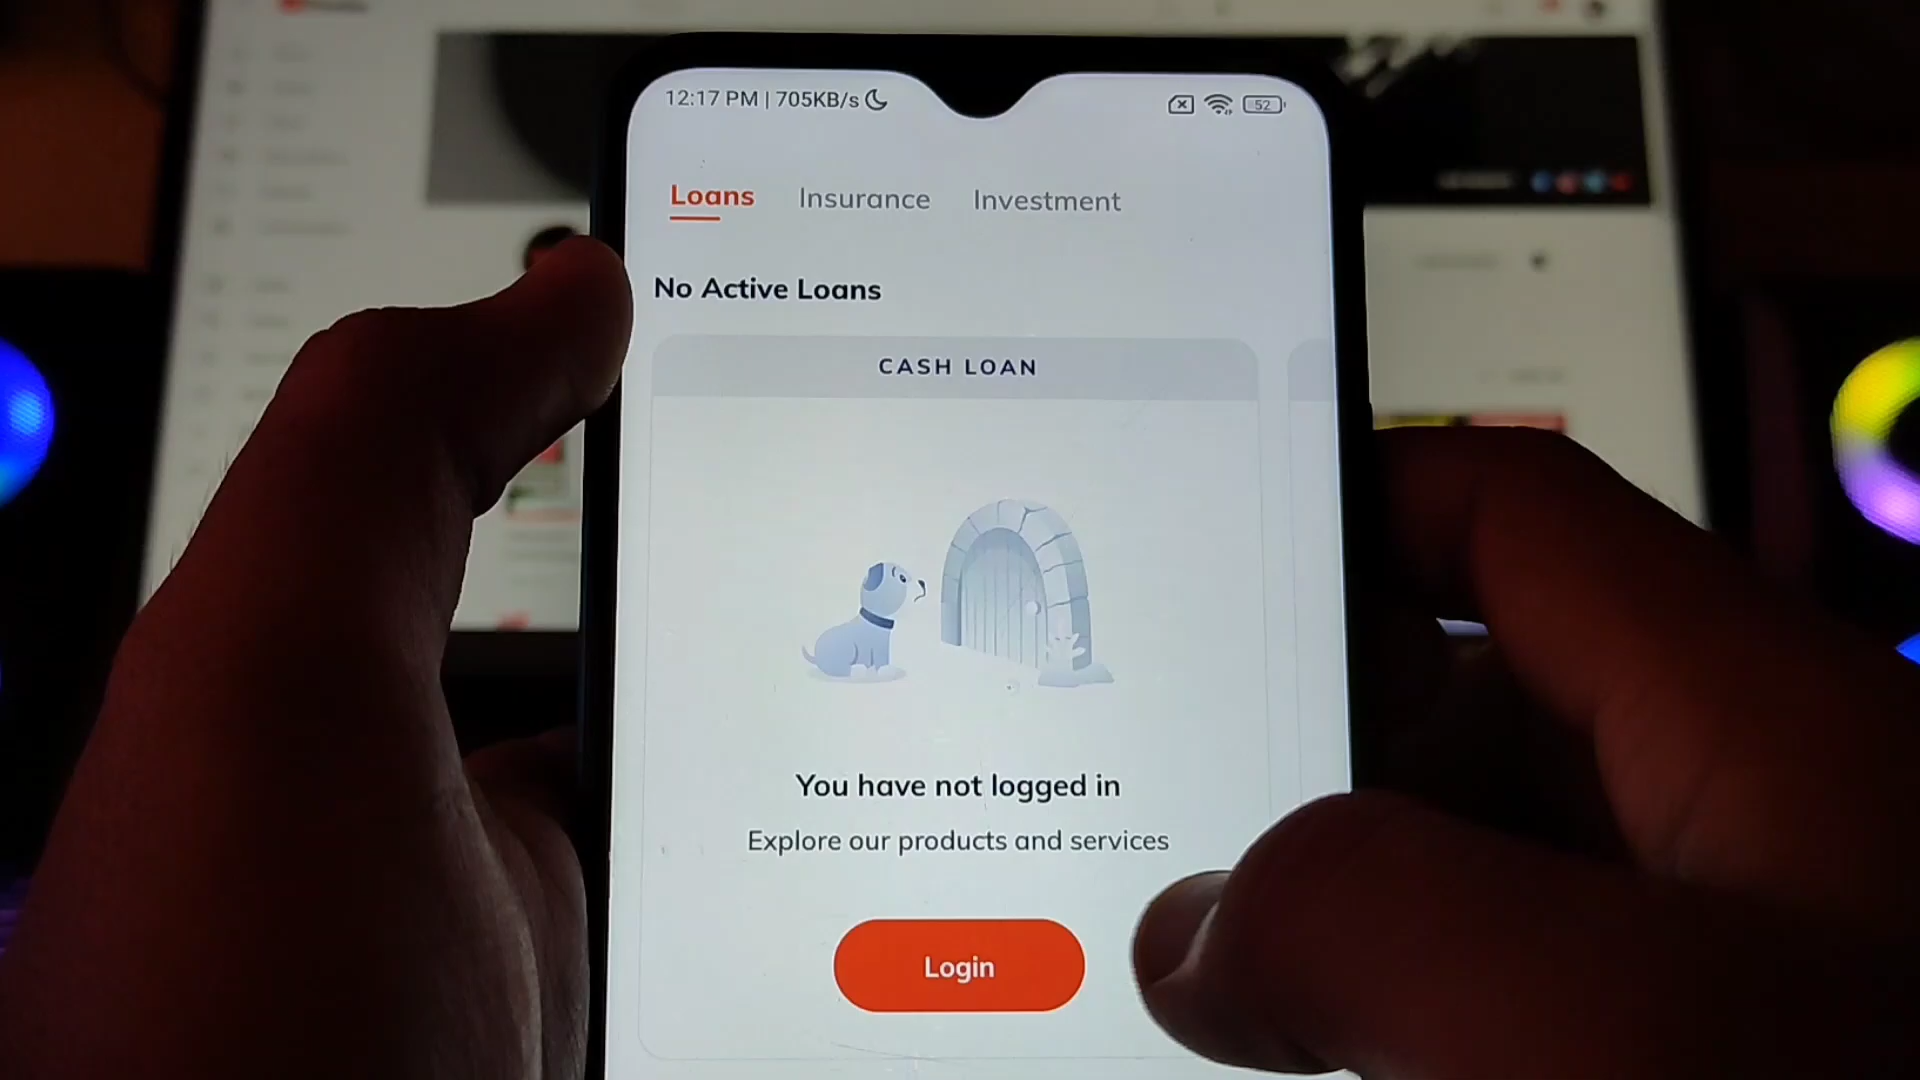 12:17 PM | 705KB/s
52
Loans Insurance Investment
No Active Loans
CASH LOAN
You have not logged in
Explore our products and services
Login